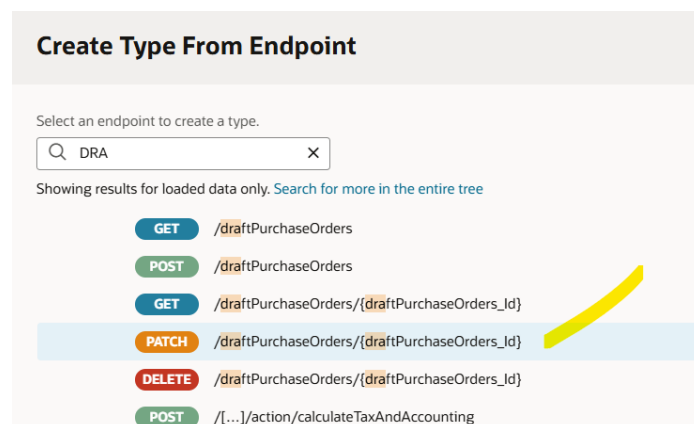 Create Type From Endpoint
Select an endpoint to create a type.
DRA
Showing results for loaded data only. Search for more in the entire tree
GET /draftPurchaseOrders
POST /draftPurchaseOrders
GET /draftPurchaseOrders/{draftPurchaseOrders_Id}
PATCH /draftPurchaseOrders/{draftPurchaseOrders_Id}
DELETE /draftPurchaseOrders/{draftPurchaseOrders_Id}
POST /[...]/action/calculateTaxAndAccounting